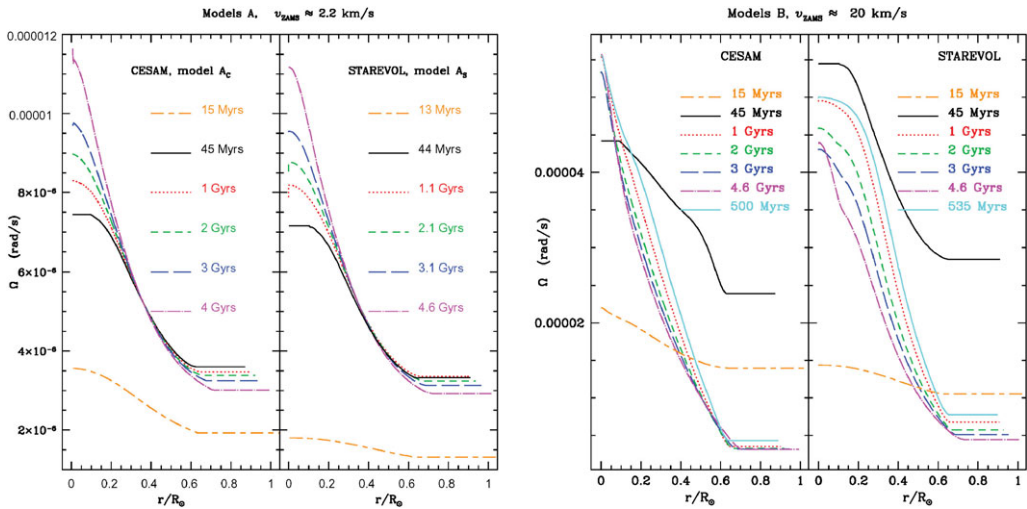 Models A, υZAMS ≈ 2.2 km/s
0.000012
0.00001
8×10⁻⁶
6×10⁻⁶
4×10⁻⁶
2×10⁻⁶
Ω (rad/s)
CESAM, model A_C
15 Myrs
45 Myrs
1 Gyrs
2 Gyrs
3 Gyrs
4 Gyrs
0 0.2 0.4 0.6 0.8 1
r/R⊙
STAREVOL, model A_S
13 Myrs
44 Myrs
1.1 Gyrs
2.1 Gyrs
3.1 Gyrs
4.6 Gyrs
0 0.2 0.4 0.6 0.8 1
r/R⊙
Models B, υZAMS ≈ 20 km/s
0.00004
0.00002
Ω (rad/s)
CESAM
15 Myrs
45 Myrs
1 Gyrs
2 Gyrs
3 Gyrs
4.6 Gyrs
500 Myrs
0 0.2 0.4 0.6 0.8 1
r/R⊙
STAREVOL
15 Myrs
45 Myrs
1 Gyrs
2 Gyrs
3 Gyrs
4.6 Gyrs
535 Myrs
0 0.2 0.4 0.6 0.8 1
r/R⊙